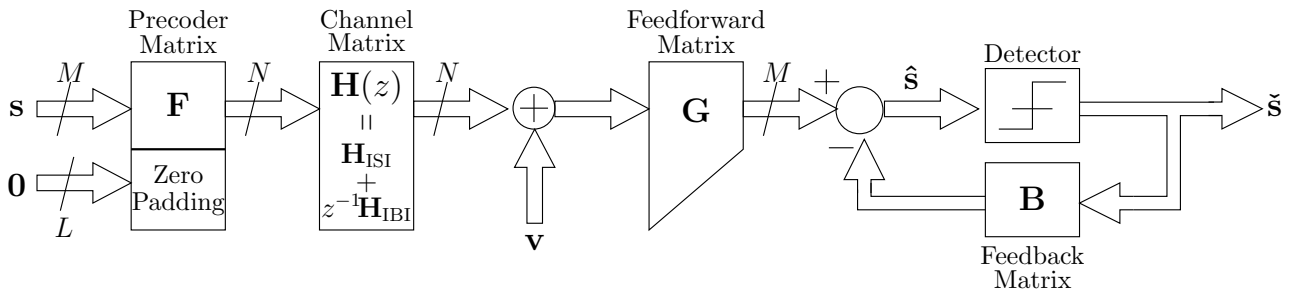 Precoder
Matrix
Channel
Matrix
Feedforward
Matrix
Detector
M
N
N
M
s
F
H(z)
=
H_ISI
+
z^{-1}H_IBI
+
G
+
−
ŝ
š
0
L
Zero
Padding
v
B
Feedback
Matrix